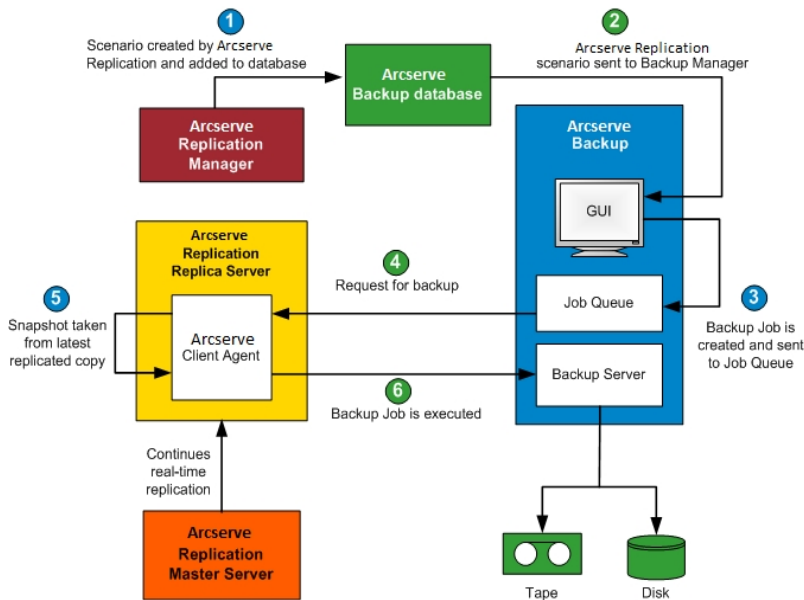 1
Scenario created by Arcserve
Replication and added to database
2
Arcserve Replication
scenario sent to Backup Manager
Arcserve
Backup database
Arcserve
Replication
Manager
Arcserve
Backup
GUI
Arcserve
Replication
Replica Server
4
Request for backup
Job Queue
3
Backup Job is
created and sent
to Job Queue
5
Snapshot taken
from latest
replicated copy
Arcserve
Client Agent
Backup Server
6
Backup Job is executed
Continues
real-time
replication
Arcserve
Replication
Master Server
Tape
Disk